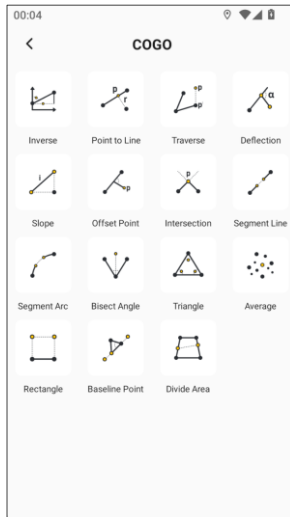 00:04
COGO
Inverse
Point to Line
Traverse
Deflection
Slope
Offset Point
Intersection
Segment Line
Segment Arc
Bisect Angle
Triangle
Average
Rectangle
Baseline Point
Divide Area